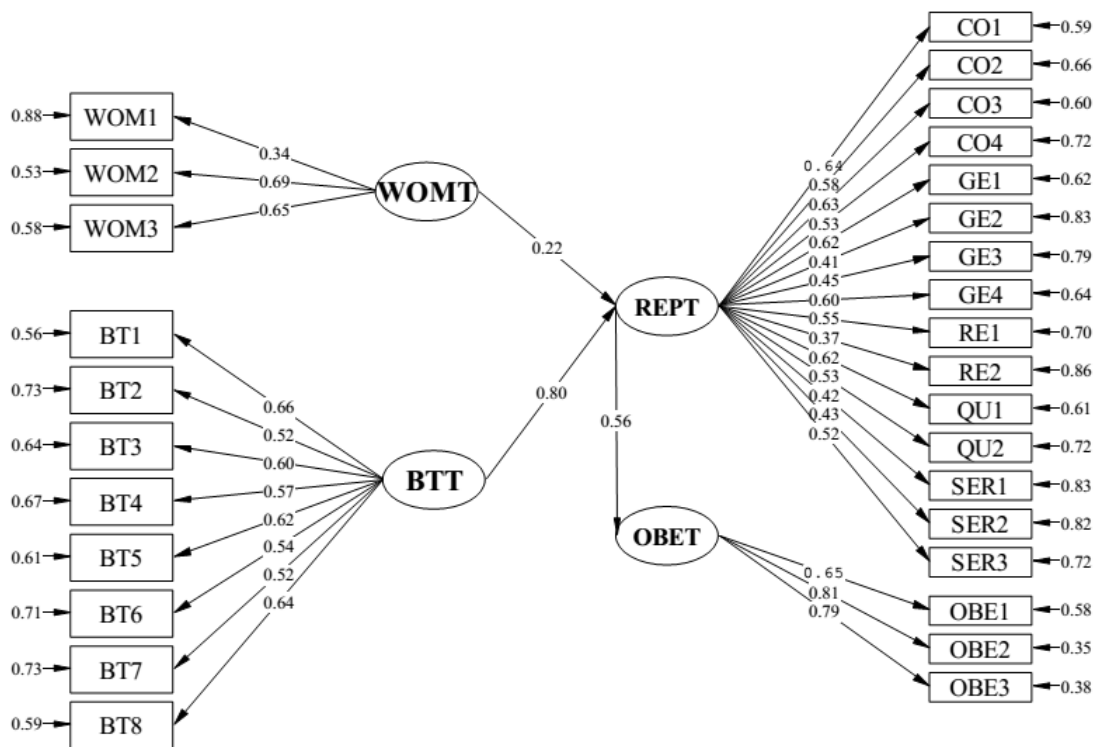 0.88 WOM1
0.53 WOM2
0.58 WOM3
0.34
0.69
0.65
WOMT
0.22
0.56 BT1
0.73 BT2
0.64 BT3
0.67 BT4
0.61 BT5
0.71 BT6
0.73 BT7
0.59 BT8
0.66
0.52
0.60
0.57
0.62
0.54
0.52
0.64
BTT
0.80
REPT
0.56
OBET
0.64
0.58
0.63
0.53
0.62
0.41
0.45
0.60
0.55
0.37
0.62
0.53
0.42
0.43
0.52
CO1 0.59
CO2 0.66
CO3 0.60
CO4 0.72
GE1 0.62
GE2 0.83
GE3 0.79
GE4 0.64
RE1 0.70
RE2 0.86
QU1 0.61
QU2 0.72
SER1 0.83
SER2 0.82
SER3 0.72
0.65
0.81
0.79
OBE1 0.58
OBE2 0.35
OBE3 0.38